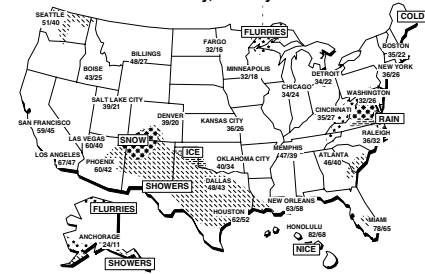 SEATTLE
51/40
FLURRIES
COLD
FARGO
32/16
BILLINGS
48/27
BOISE
43/25
MINNEAPOLIS
32/18
BOSTON
35/22
NEW YORK
36/26
DETROIT
34/22
CHICAGO
34/24
WASHINGTON
32/26
SALT LAKE CITY
39/21
DENVER
39/20
KANSAS CITY
36/26
CINCINNATI
35/27
RAIN
RALEIGH
36/32
SAN FRANCISCO
59/45
LAS VEGAS
60/40
SNOW
ICE
MEMPHIS
47/39
ATLANTA
46/40
LOS ANGELES
67/47
PHOENIX
60/42
OKLAHOMA CITY
40/34
DALLAS
48/43
SHOWERS
HOUSTON
62/52
NEW ORLEANS
63/58
MIAMI
78/65
FLURRIES
ANCHORAGE
24/11
SHOWERS
HONOLULU
82/68
NICE